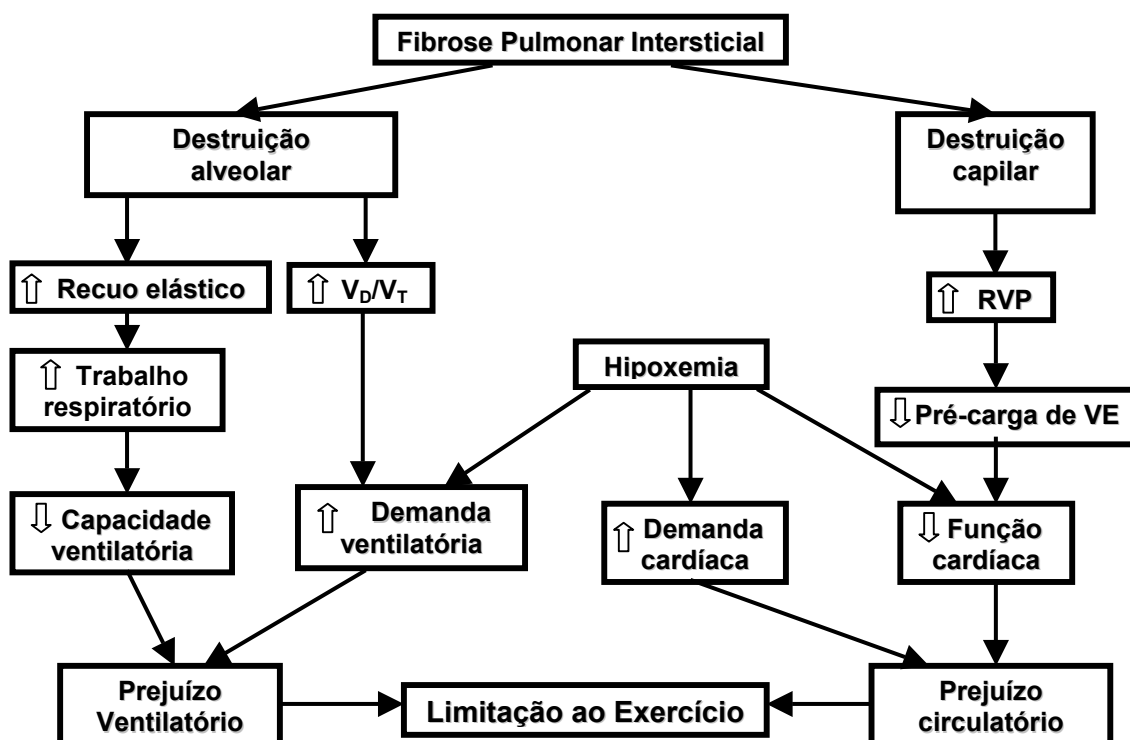 Fibrose Pulmonar Intersticial
Destruição
alveolar
Destruição
capilar
⇧ Recuo elástico
⇧ VD/VT
⇧ RVP
⇧ Trabalho
respiratório
Hipoxemia
⇩ Pré-carga de VE
⇩ Capacidade
ventilatória
⇧ Demanda
ventilatória
⇧ Demanda
cardíaca
⇩ Função
cardíaca
Prejuízo
Ventilatório
Limitação ao Exercício
Prejuízo
circulatório